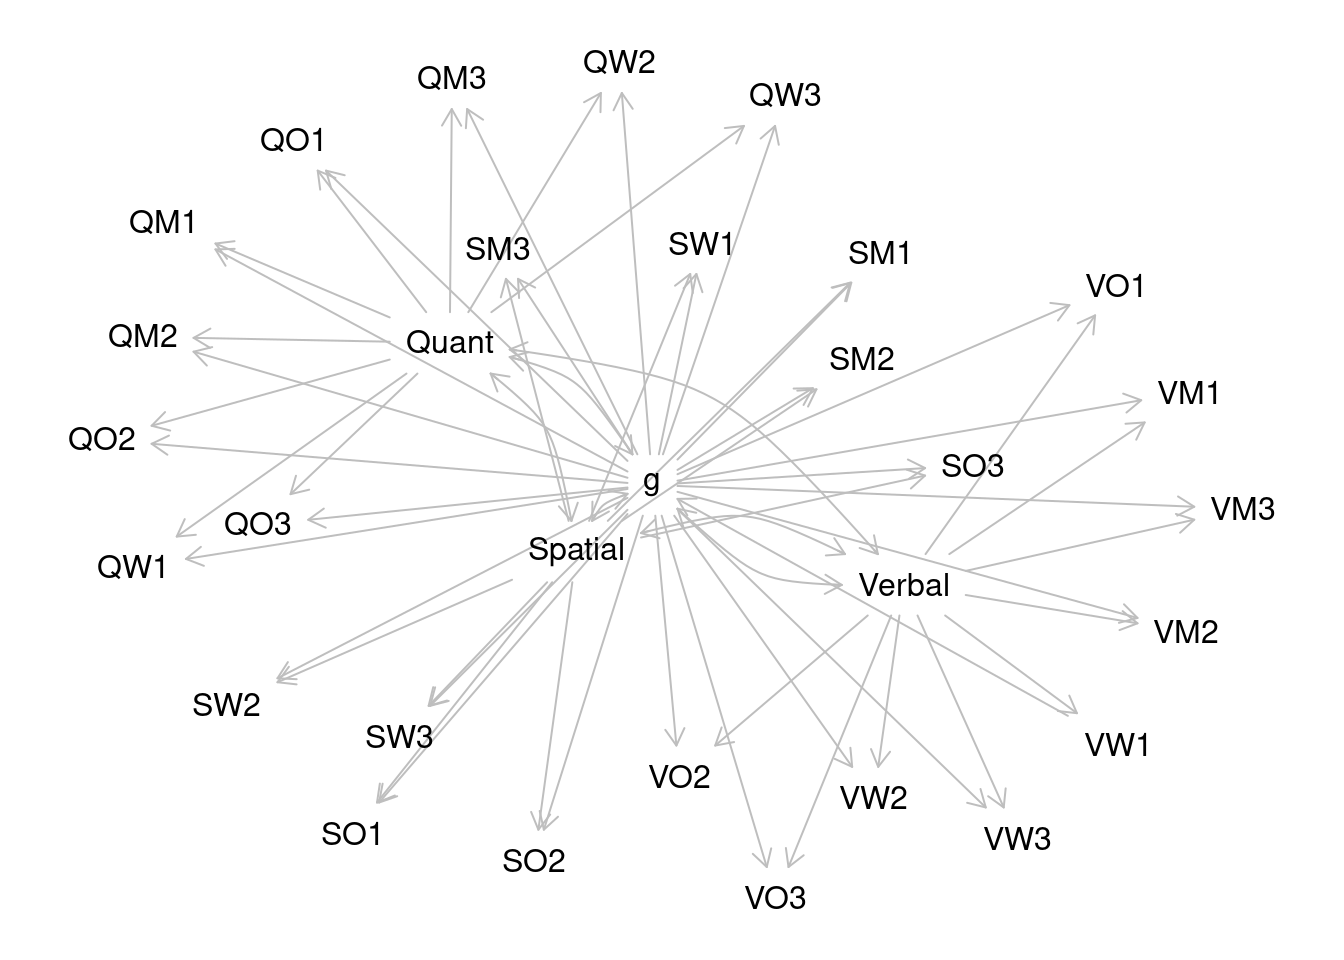 QW2
QM3
QW3
QO1
QM1
SW1
SM3
SM1
VO1
QM2
Quant
SM2
VM1
QO2
SO3
g
VM3
QO3
Spatial
QW1
Verbal
VM2
SW2
SW3
VW1
VO2
VW2
SO1
VW3
SO2
VO3